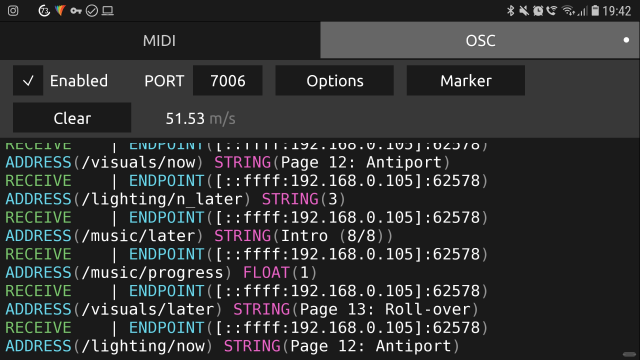 19:42
MIDI OSC
✓ Enabled PORT 7006 Options Marker
Clear 51.53 m/s
RECEIVE | ENDPOINT([::ffff:192.168.0.105]:62578)
ADDRESS(/visuals/now) STRING(Page 12: Antiport)
RECEIVE | ENDPOINT([::ffff:192.168.0.105]:62578)
ADDRESS(/lighting/n_later) STRING(3)
RECEIVE | ENDPOINT([::ffff:192.168.0.105]:62578)
ADDRESS(/music/later) STRING(Intro (8/8))
RECEIVE | ENDPOINT([::ffff:192.168.0.105]:62578)
ADDRESS(/music/progress) FLOAT(1)
RECEIVE | ENDPOINT([::ffff:192.168.0.105]:62578)
ADDRESS(/visuals/later) STRING(Page 13: Roll-over)
RECEIVE | ENDPOINT([::ffff:192.168.0.105]:62578)
ADDRESS(/lighting/now) STRING(Page 12: Antiport)